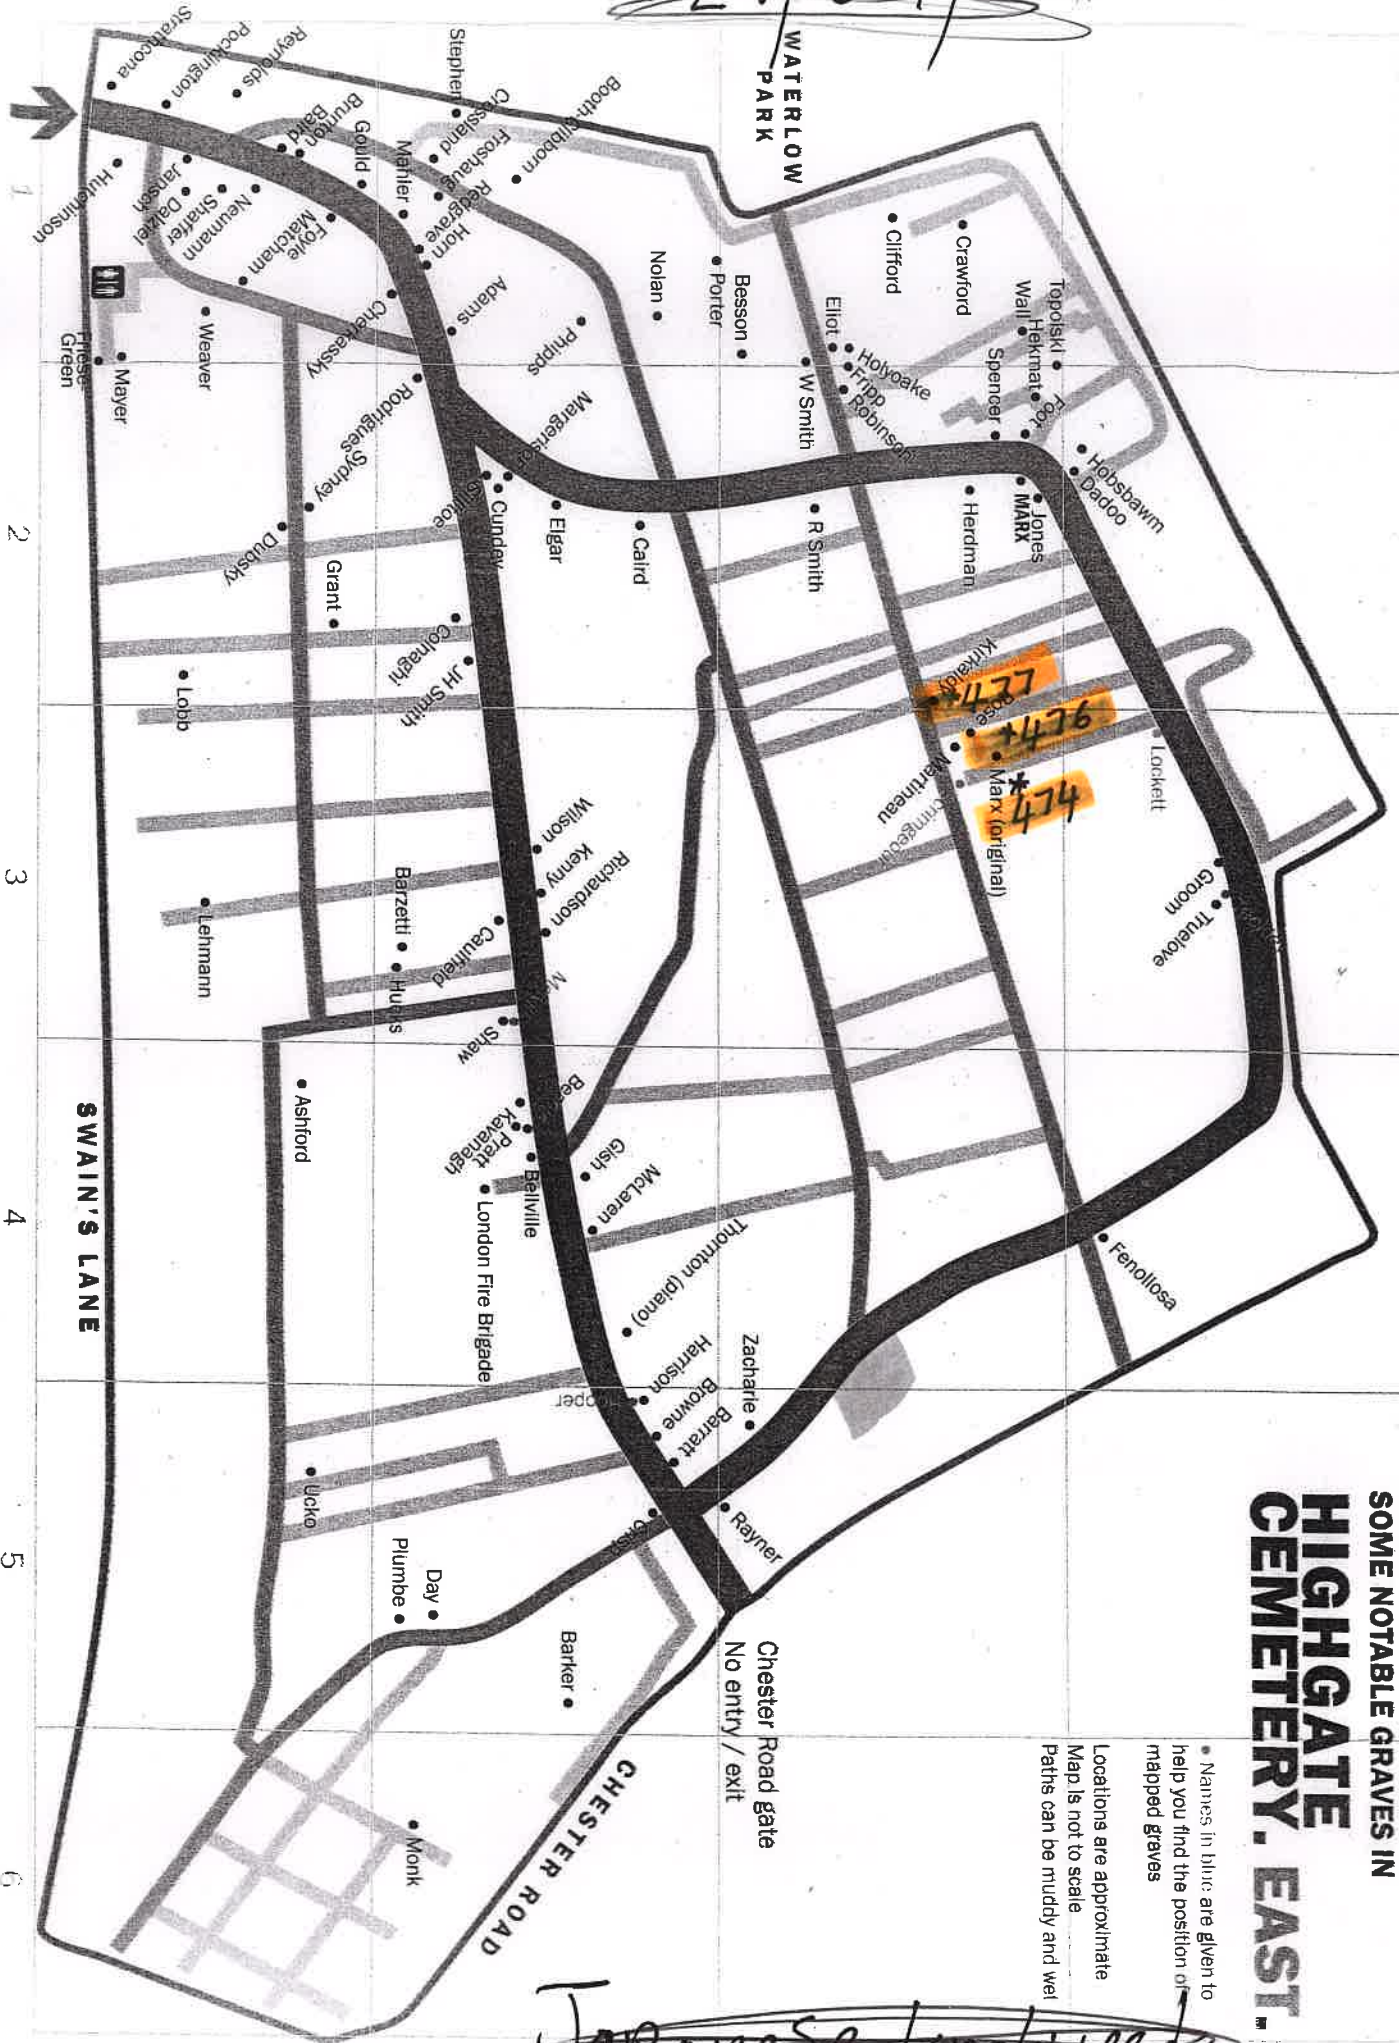 SOME NOTABLE GRAVES IN
HIGHGATE
CEMETERY. EAST
• Names in blue are given to
help you find the position of
mapped graves
Locations are approximate
Map is not to scale
Paths can be muddy and wet
WATERLOW
PARK
SWAIN'S LANE
CHESTER ROAD
Chester Road gate
No entry / exit
1
2
3
4
5
6
Strathcona
Pocklington
Reynolds
Brunton
Baird
Gould
Stephen
Mahler
Crossland
Froshaug
Redgrave
Horn
Booth-Clibborn
Hutchinson
Jansch
Dalziel
Shaffer
Neumann
Foyle
Matcham
Cherkassky
Adams
Phipps
Nolan
Porter
Besson
Weaver
Mayer
Friese
Green
Rodrigues
Sydney
Dubsky
Grant
Margerison
Gilroe
Cundey
Elgar
Caird
Colnaghi
JH Smith
Lobb
Clifford
Crawford
Topolski
Wall
Hekmat
Foot
Spencer
Eliot
Holyoake
Fripp
Robinson
W Smith
R Smith
Hobsbawm
Dadoo
Jones
MARX
Herdman
Kirkaldy
+477
Rose
+476
Marx (original)
*
474
Martineau
Lockett
Groom
Truelove
Wilson
Kenny
Richardson
Barzetti
Caulfield
Hucks
Lehmann
Shaw
Ashford
Pratt
Kavanagh
Bellville
London Fire Brigade
Gish
McLaren
Thornton (piano)
Fenollosa
Harrison
Browne
Barratt
Zacharie
Rayner
Ucko
Plumbe
Day
Barker
Monk